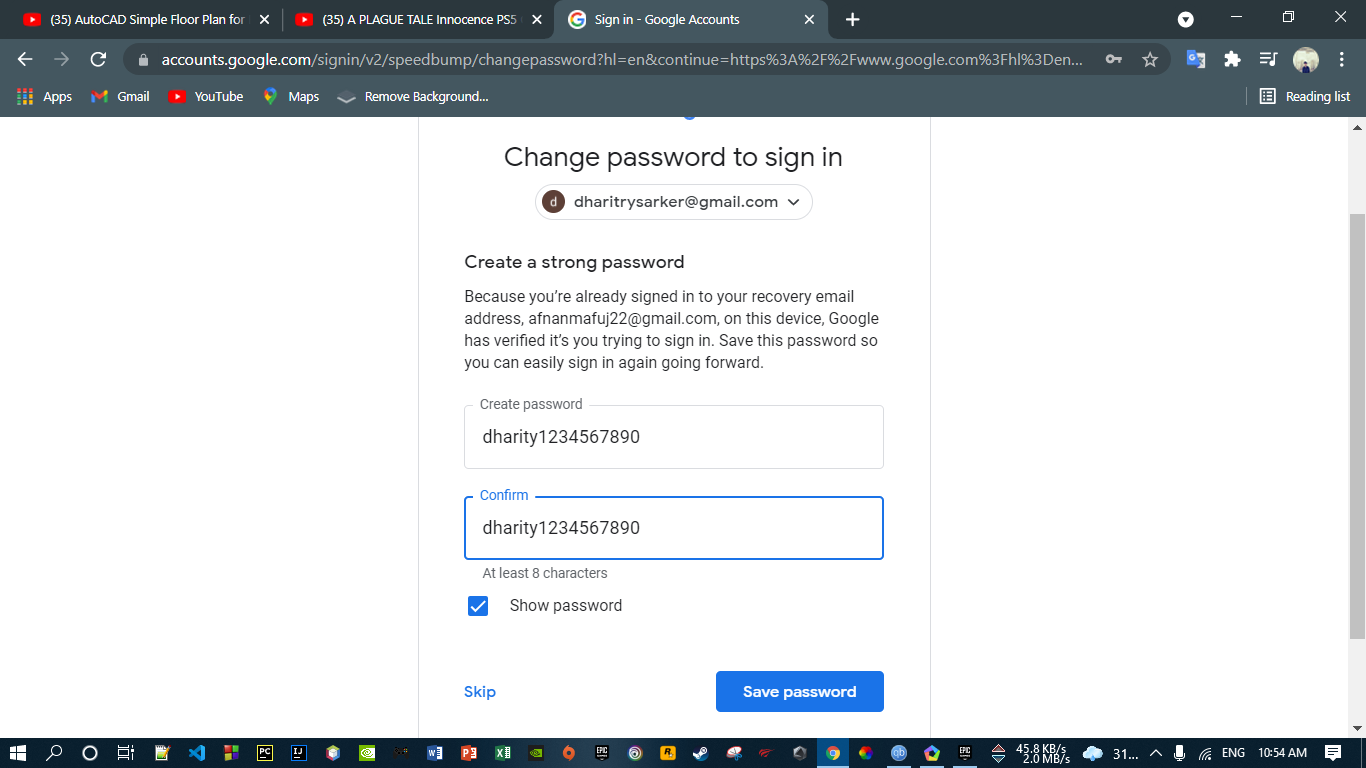 (35) AutoCAD Simple Floor Plan for
(35) A PLAGUE TALE Innocence PS5
Sign in - Google Accounts
accounts.google.com/signin/v2/speedbump/changepassword?hl=en&continue=https%3A%2F%2Fwww.google.com%3Fhl%3Den...
Apps
Gmail
YouTube
Maps
Remove Background...
Reading list
Change password to sign in
d
dharitrysarker@gmail.com
Create a strong password
Because you’re already signed in to your recovery email
address, afnanmafuj22@gmail.com, on this device, Google
has verified it’s you trying to sign in. Save this password so
you can easily sign in again going forward.
Create password
dharity1234567890
Confirm
dharity1234567890
At least 8 characters
Show password
Skip
Save password
45.8 KB/s
2.0 MB/s
31...
ENG
10:54 AM